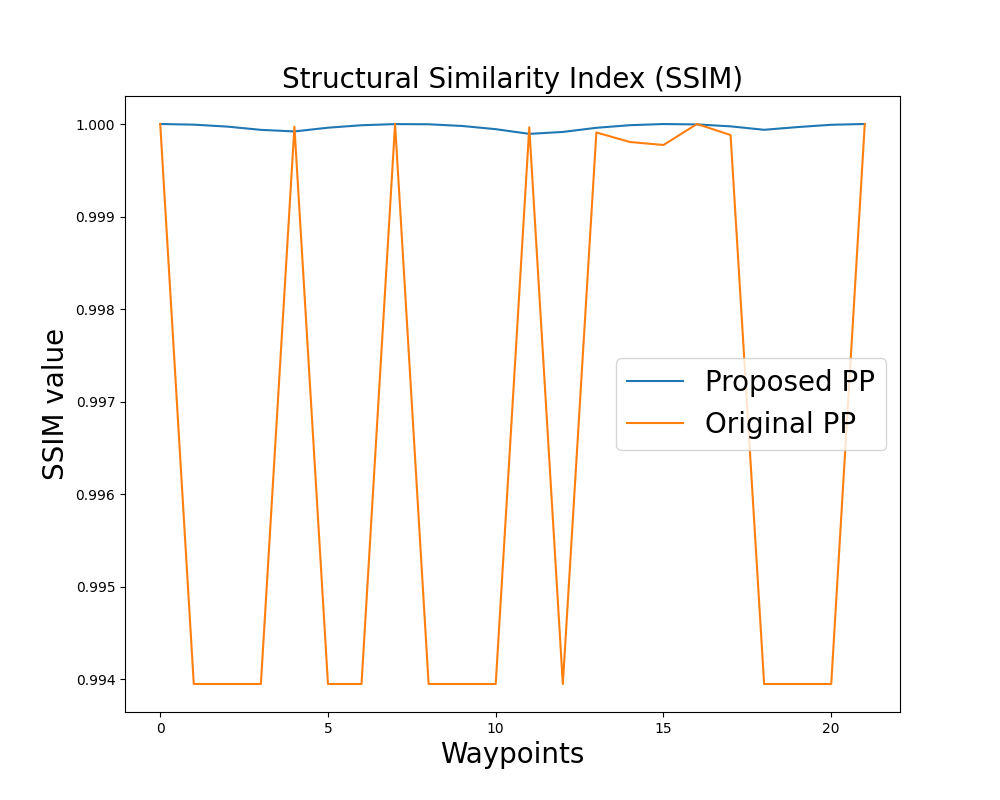 Structural Similarity Index (SSIM)
1.000
0.999
0.998
0.997
0.996
0.995
0.994
SSIM value
Proposed PP
Original PP
0 5 10 15 20
Waypoints